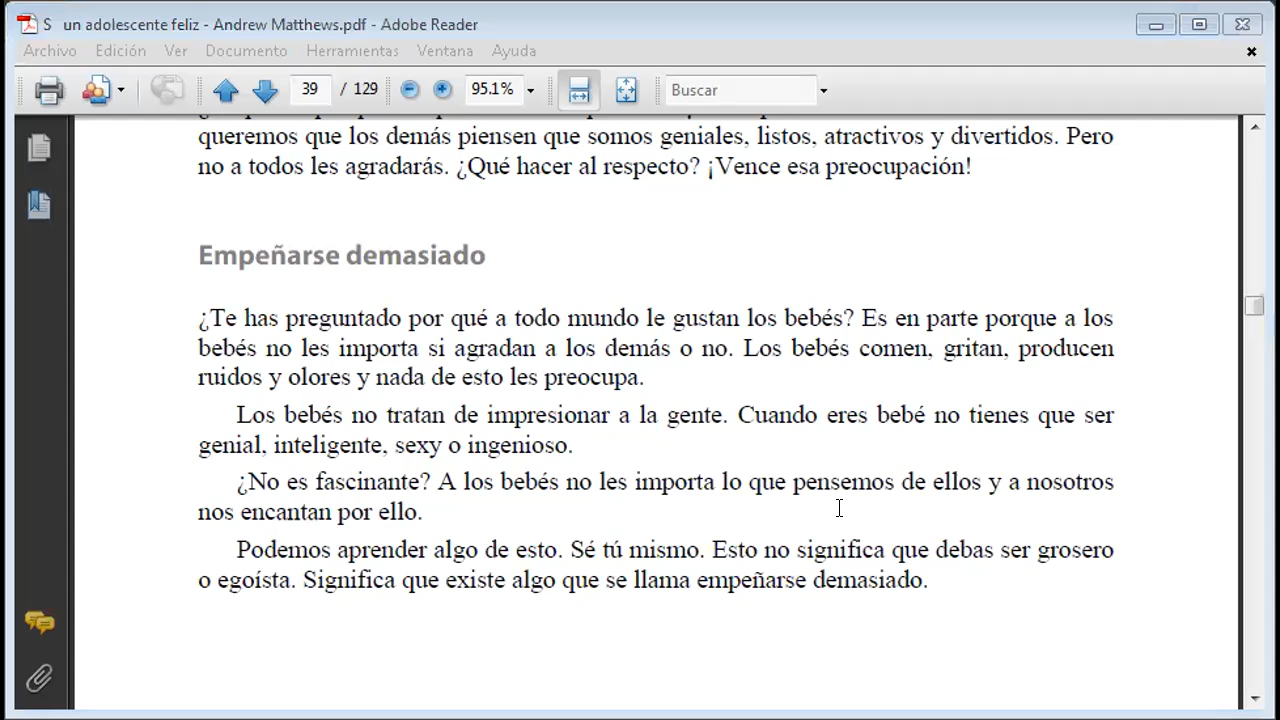 S un adolescente feliz - Andrew Matthews.pdf - Adobe Reader
Archivo Edición Ver Documento Herramientas Ventana Ayuda
39 / 129 95.1% Buscar
queremos que los demás piensen que somos geniales, listos, atractivos y divertidos. Pero
no a todos les agradarás. ¿Qué hacer al respecto? ¡Vence esa preocupación!
Empeñarse demasiado
¿Te has preguntado por qué a todo mundo le gustan los bebés? Es en parte porque a los
bebés no les importa si agradan a los demás o no. Los bebés comen, gritan, producen
ruidos y olores y nada de esto les preocupa.
Los bebés no tratan de impresionar a la gente. Cuando eres bebé no tienes que ser
genial, inteligente, sexy o ingenioso.
¿No es fascinante? A los bebés no les importa lo que pensemos de ellos y a nosotros
nos encantan por ello.
Podemos aprender algo de esto. Sé tú mismo. Esto no significa que debas ser grosero
o egoísta. Significa que existe algo que se llama empeñarse demasiado.